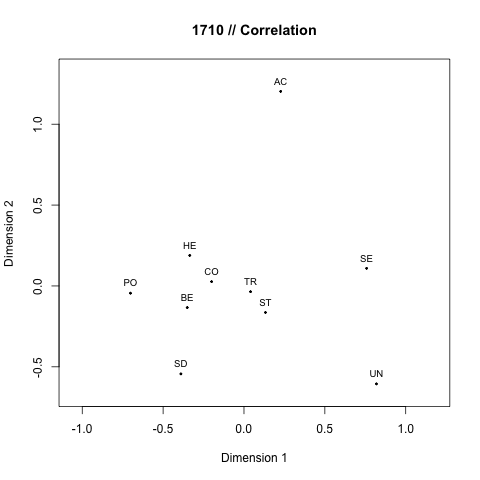 1710 // Correlation
AC
HE
CO
SE
PO
BE
TR
ST
SD
UN
1.0
0.5
0.0
-0.5
Dimension 2
-1.0 -0.5 0.0 0.5 1.0
Dimension 1